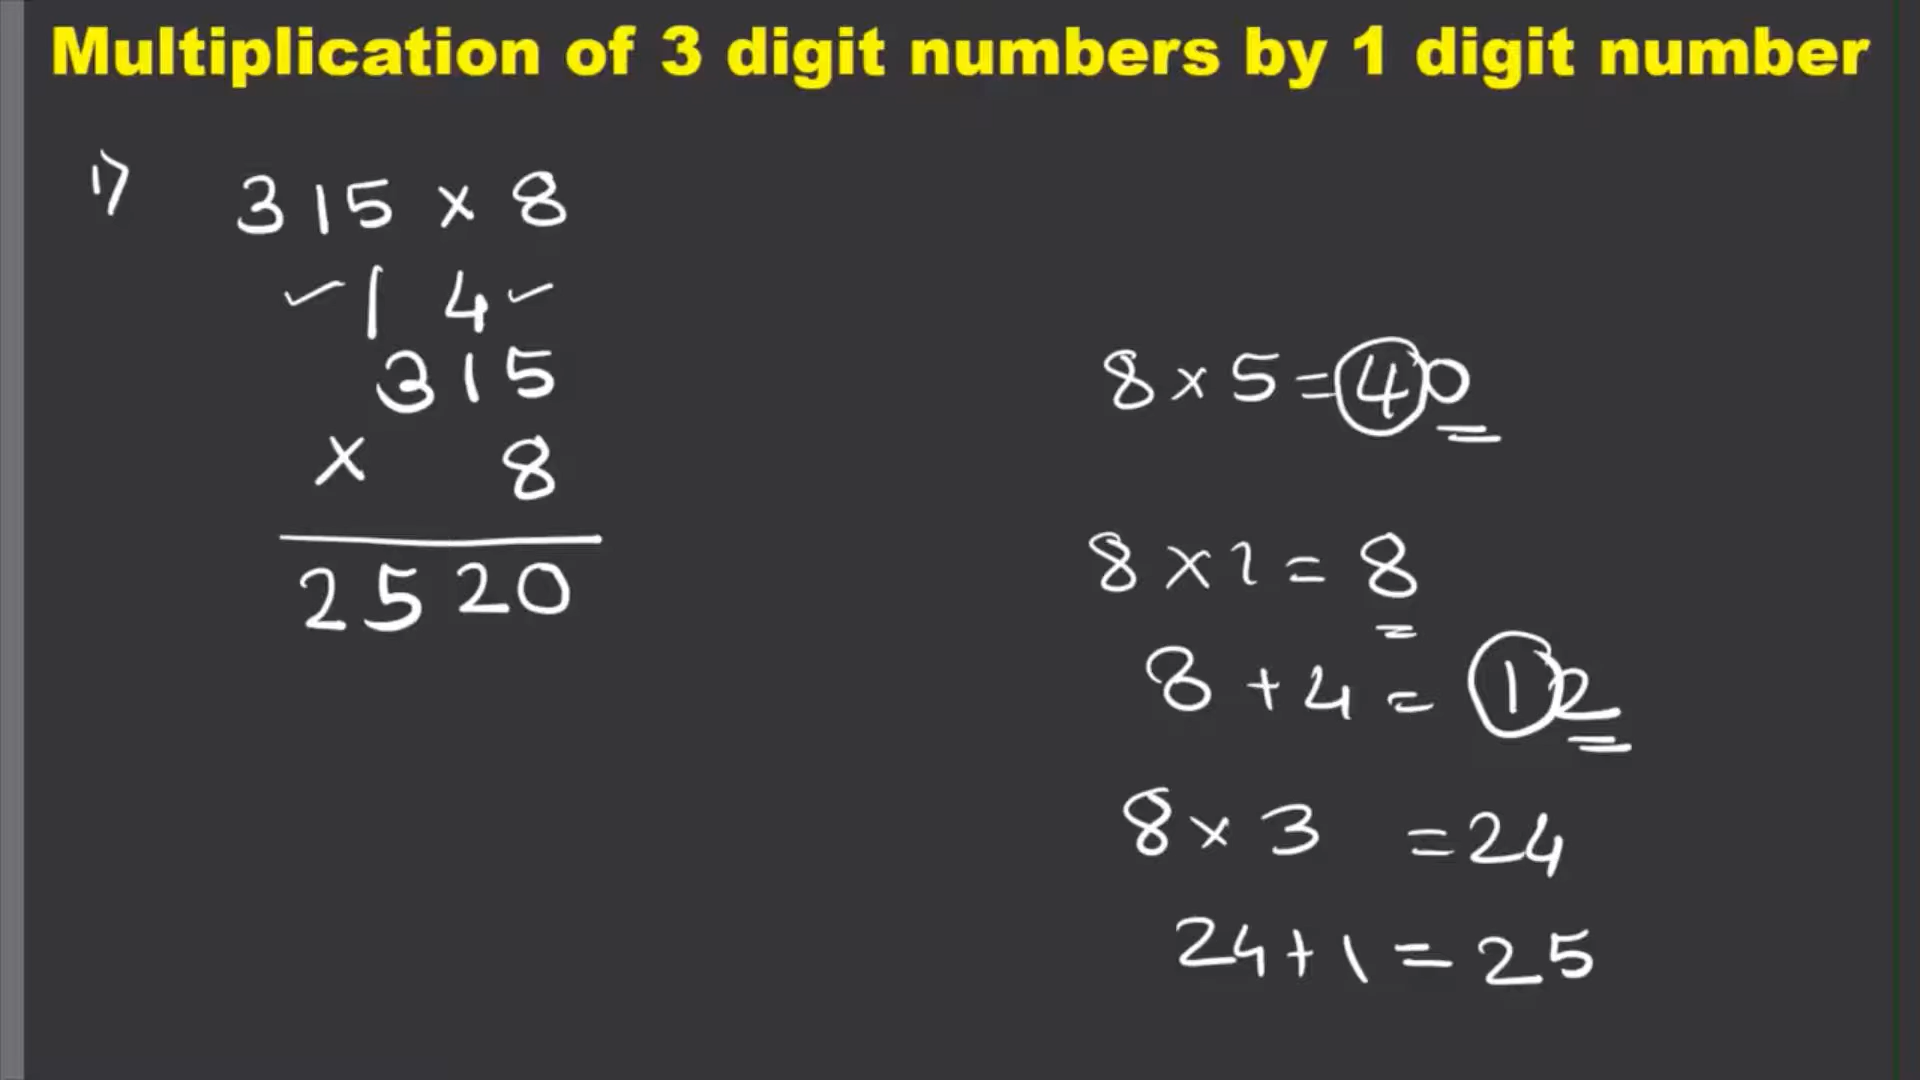 Multiplication of 3 digit numbers by 1 digit number
1) 315 × 8
✓ 1 4 ✓
315
× 8
2520
8 × 5 = 40
8 × 1 = 8
8 + 4 = 12
8 × 3 = 24
24 + 1 = 25